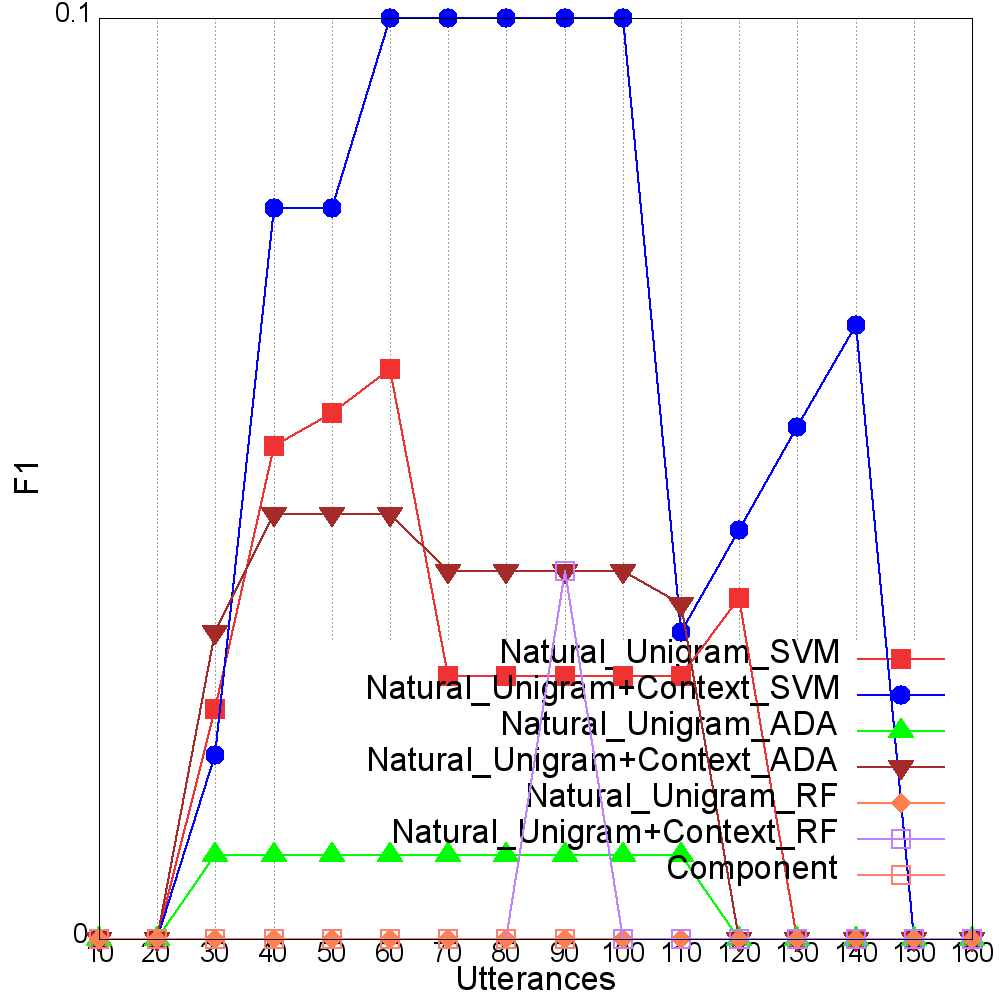 0.1
F1
Natural_Unigram_SVM
Natural_Unigram+Context_SVM
Natural_Unigram_ADA
Natural_Unigram+Context_ADA
Natural_Unigram_RF
Natural_Unigram+Context_RF
Component
0
10 20 30 40 50 60 70 80 90 100 110 120 130 140 150 160
Utterances